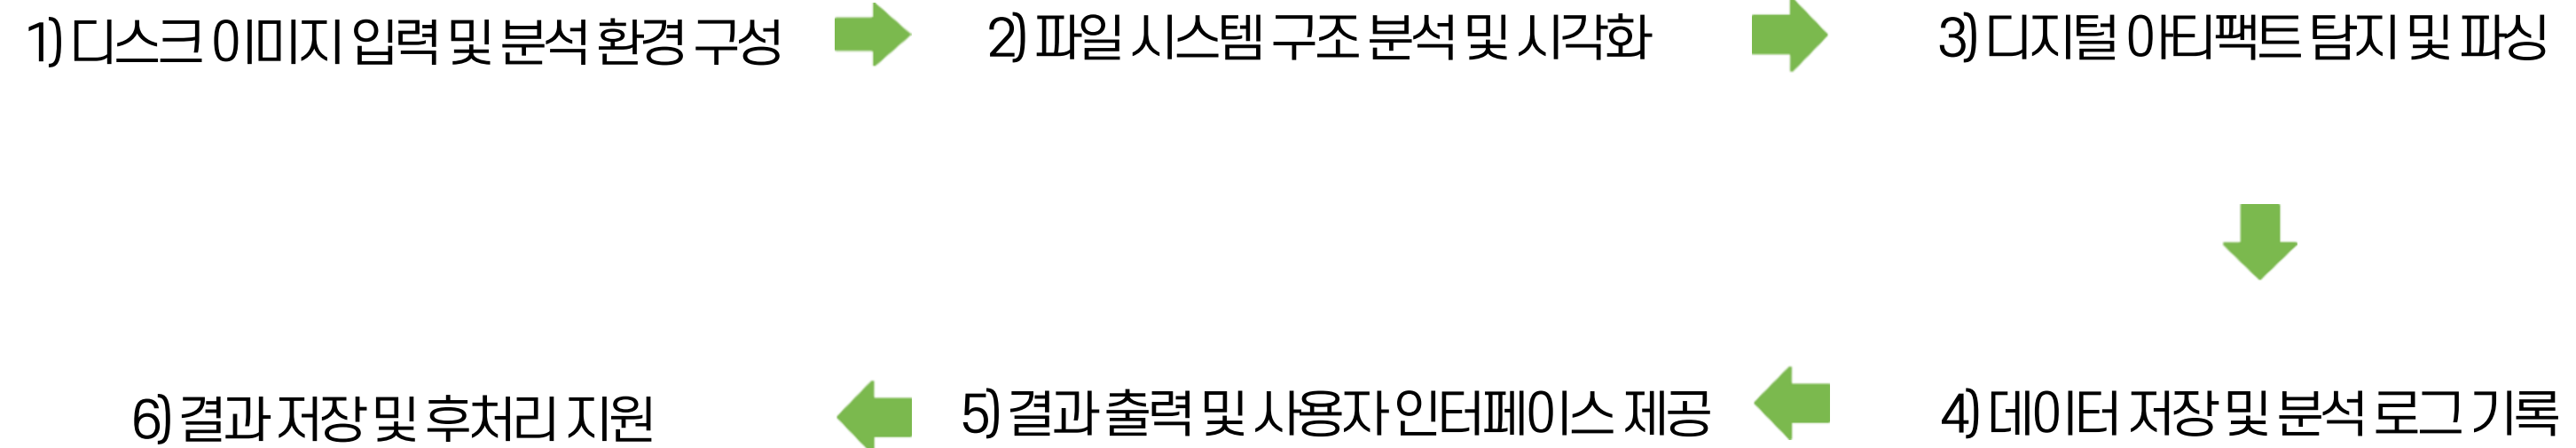 1) 디스크 이미지 입력 및 분석 환경 구성
2) 파일 시스템 구조 분석 및 시각화
3) 디지털 아티팩트 탐지 및 파싱
4) 데이터 저장 및 분석 로그 기록
5) 결과 출력 및 사용자 인터페이스 제공
6) 결과 저장 및 후처리 지원